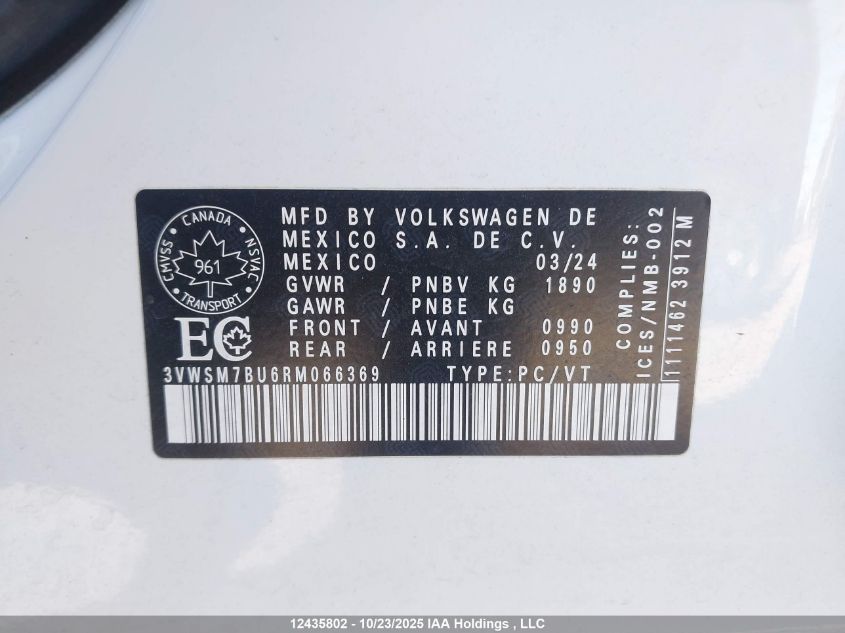 CANADA
CMVSS
NSVAC
961
TRANSPORT
EC
MFD BY VOLKSWAGEN DE
MEXICO S.A. DE C.V.
MEXICO 03/24
GVWR / PNBV KG 1890
GAWR / PNBE KG
FRONT / AVANT 0990
REAR / ARRIERE 0950
3VWSM7BU6RM066369 TYPE:PC/VT
COMPLIES:
ICES/NMB-002
1111462 3912 M
12435802 - 10/23/2025 IAA Holdings , LLC